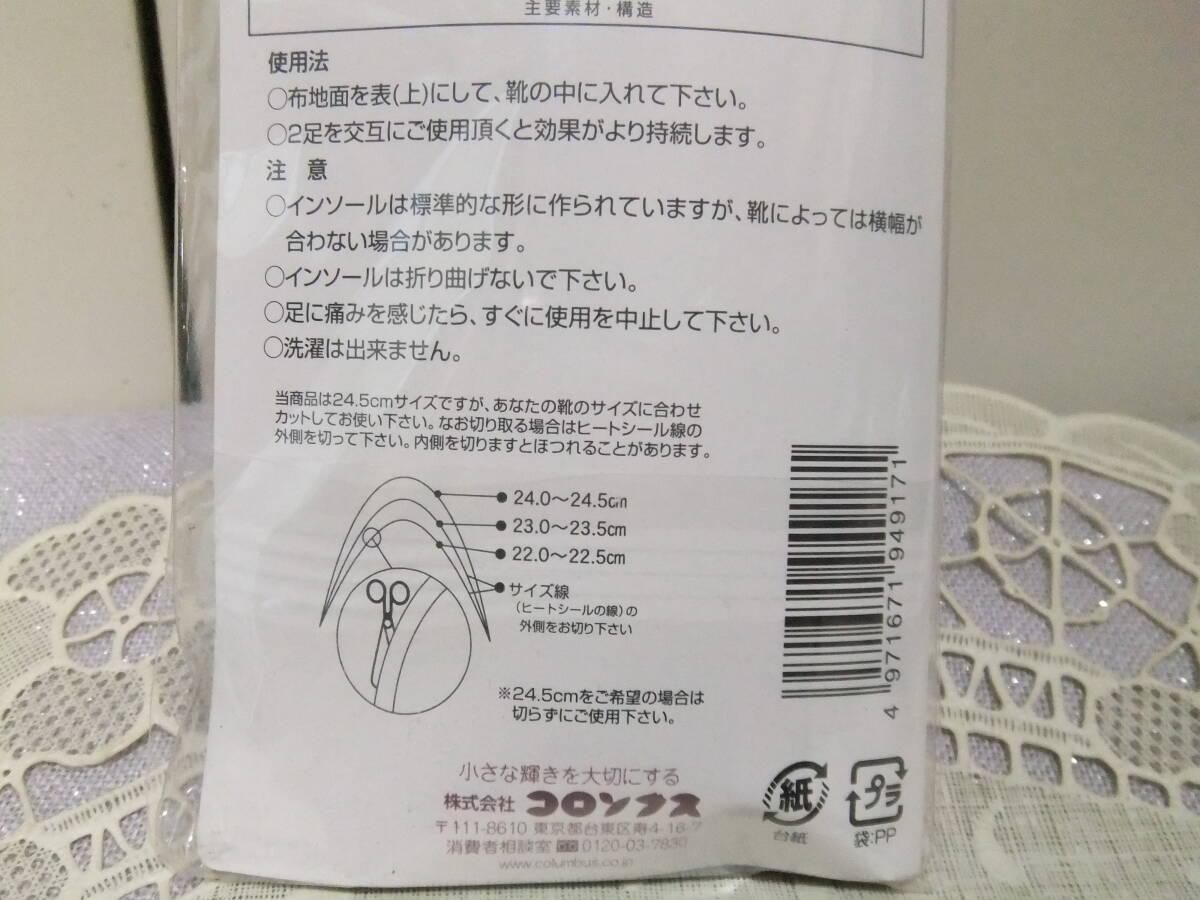 主要素材・構造
使用法
○布地面を表(上)にして、靴の中に入れて下さい。
○2足を交互にご使用頂くと効果がより持続します。
注 意
○インソールは標準的な形に作られていますが、靴によっては横幅が
合わない場合があります。
○インソールは折り曲げないで下さい。
○足に痛みを感じたら、すぐに使用を中止して下さい。
○洗濯は出来ません。
当商品は24.5cmサイズですが、あなたの靴のサイズに合わせ
カットしてお使い下さい。なお切り取る場合はヒートシール線の
外側を切って下さい。内側を切りますとほつれることがあります。
●24.0〜24.5cm
●23.0〜23.5cm
●22.0〜22.5cm
●サイズ線
(ヒートシールの線)の
外側をお切り下さい
※24.5cmをご希望の場合は
切らずにご使用下さい。
4 971671 949171
小さな輝きを大切にする
株式会社 コロンブス
〒111-8610 東京都台東区寿4-16-7
消費者相談室 0120-03-7830
www.columbus.co.jp
紙
台紙
プラ
袋:PP